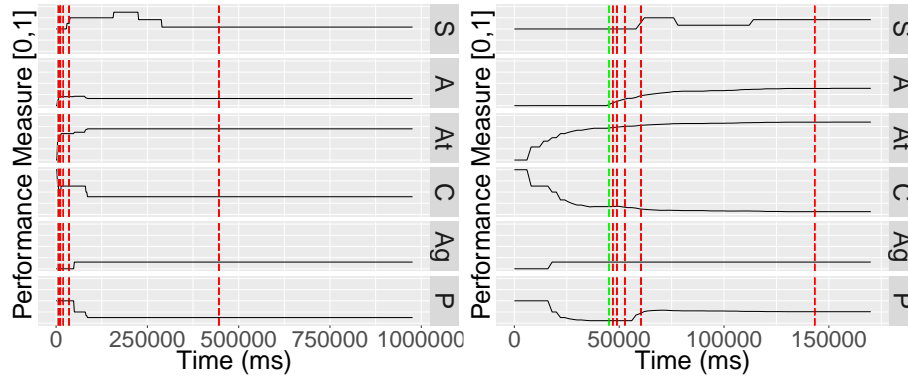 Performance Measure [0,1]
S
A
At
C
Ag
P
0
250000
500000
750000
1000000
Time (ms)
Performance Measure [0,1]
S
A
At
C
Ag
P
0
50000
100000
150000
Time (ms)